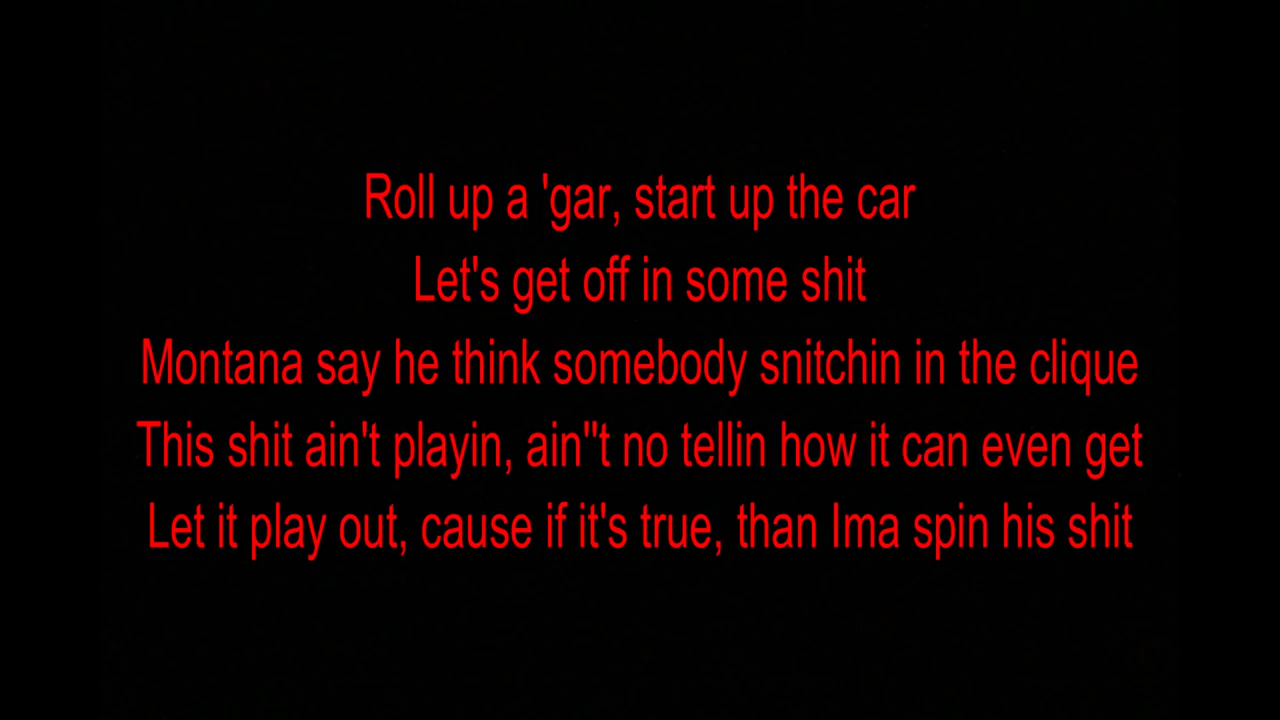 Roll up a 'gar, start up the car
Let's get off in some shit
Montana say he think somebody snitchin in the clique
This shit ain't playin, ain''t no tellin how it can even get
Let it play out, cause if it's true, than Ima spin his shit